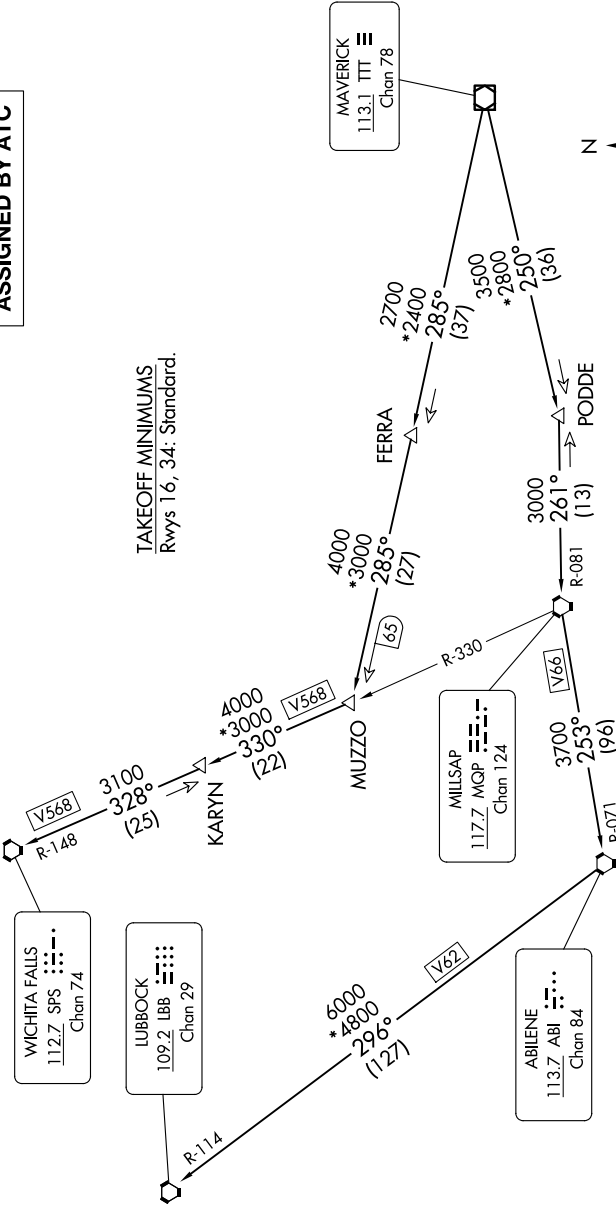 ASSIGNED BY ATC
TAKEOFF MINIMUMS
Rwys 16, 34: Standard.
WICHITA FALLS
112.7 SPS
Chan 74
V568
R-148
3100
328°
(25)
KARYN
4000
*3000
330°
(22)
V568
MUZZO
65
4000
*3000
285°
(27)
FERRA
2700
*2400
285°
(37)
MAVERICK
113.1 TTT
Chan 78
N
3500
*2800
250°
(36)
PODDE
3000
261°
(13)
R-081
R-330
MILLSAP
117.7 MQP
Chan 124
V66
3700
253°
(96)
R-071
ABILENE
113.7 ABI
Chan 84
V62
6000
*4800
296°
(127)
R-114
LUBBOCK
109.2 LBB
Chan 29